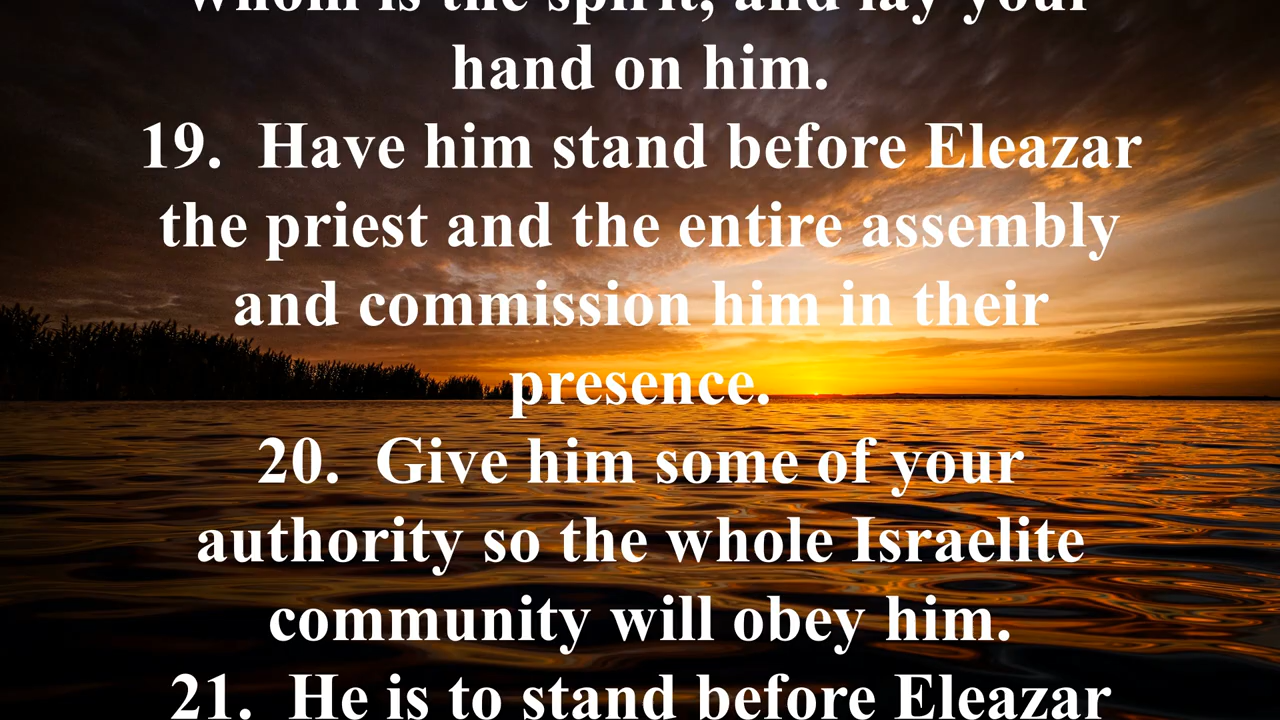 whom is the spirit, and lay your
hand on him.
19.  Have him stand before Eleazar
the priest and the entire assembly
and commission him in their
presence.
20.  Give him some of your
authority so the whole Israelite
community will obey him.
21.  He is to stand before Eleazar